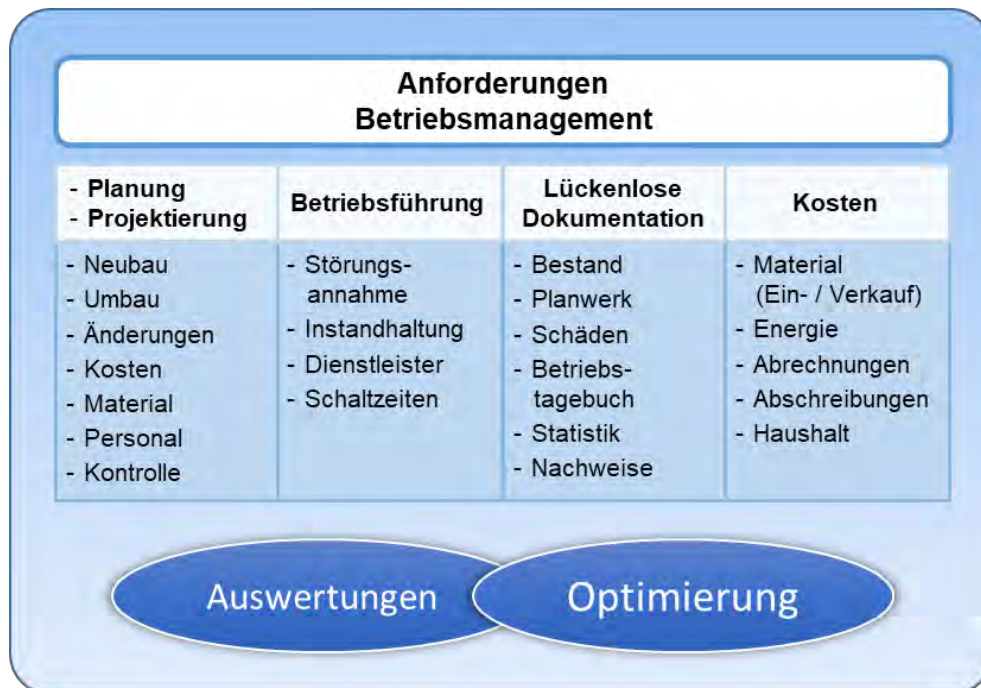 Anforderungen
Betriebsmanagement
- Planung
- Projektierung
- Neubau
- Umbau
- Änderungen
- Kosten
- Material
- Personal
- Kontrolle
Betriebsführung
- Störungs-
annahme
- Instandhaltung
- Dienstleister
- Schaltzeiten
Lückenlose
Dokumentation
- Bestand
- Planwerk
- Schäden
- Betriebs-
tagebuch
- Statistik
- Nachweise
Kosten
- Material
(Ein- / Verkauf)
- Energie
- Abrechnungen
- Abschreibungen
- Haushalt
Auswertungen
Optimierung